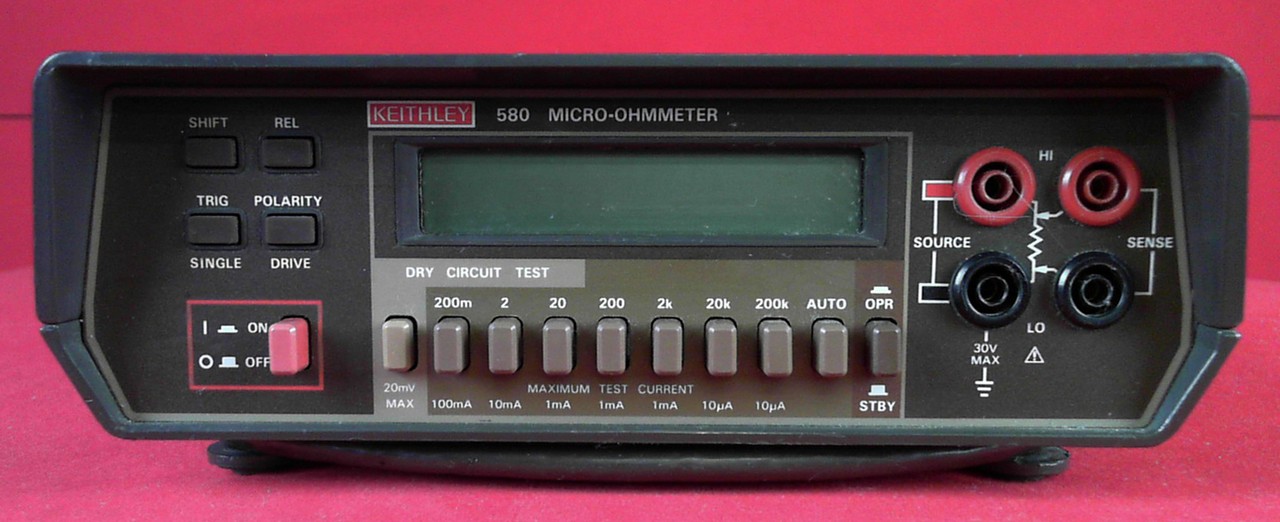 KEITHLEY 580 MICRO-OHMMETER
SHIFT REL
TRIG POLARITY
SINGLE DRIVE
| ON
O OFF
DRY CIRCUIT TEST
200m 2 20 200 2k 20k 200k AUTO OPR
20mV MAX
MAXIMUM TEST CURRENT
100mA 10mA 1mA 1mA 1mA 10µA 10µA
STBY
HI
SOURCE SENSE
LO
30V
MAX